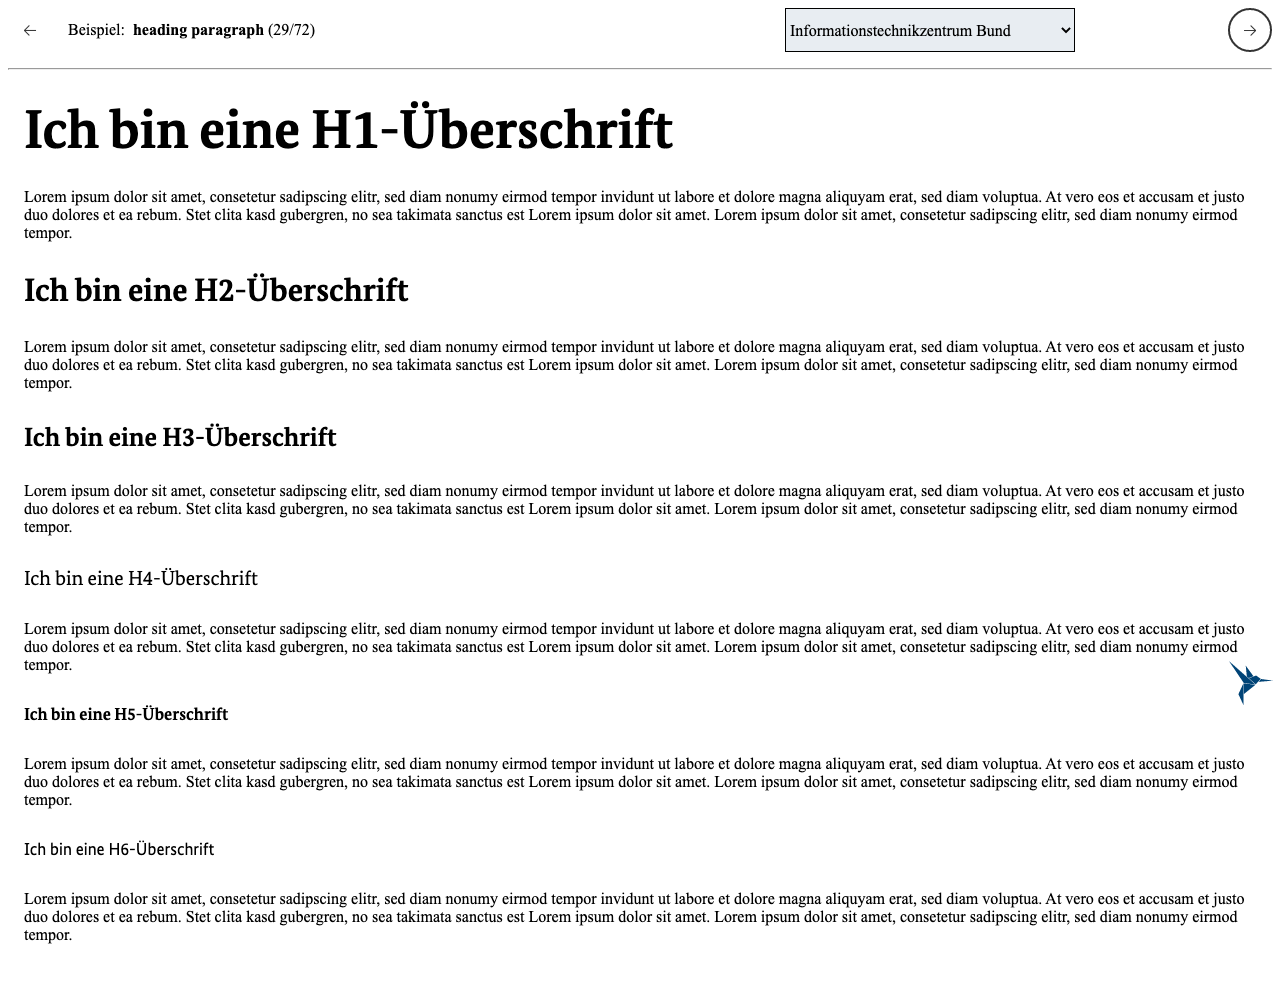 Beispiel: heading paragraph (29/72)
Informationstechnikzentrum Bund
Ich bin eine H1-Überschrift
Lorem ipsum dolor sit amet, consetetur sadipscing elitr, sed diam nonumy eirmod tempor invidunt ut labore et dolore magna aliquyam erat, sed diam voluptua. At vero eos et accusam et justo
duo dolores et ea rebum. Stet clita kasd gubergren, no sea takimata sanctus est Lorem ipsum dolor sit amet. Lorem ipsum dolor sit amet, consetetur sadipscing elitr, sed diam nonumy eirmod
tempor.
Ich bin eine H2-Überschrift
Lorem ipsum dolor sit amet, consetetur sadipscing elitr, sed diam nonumy eirmod tempor invidunt ut labore et dolore magna aliquyam erat, sed diam voluptua. At vero eos et accusam et justo
duo dolores et ea rebum. Stet clita kasd gubergren, no sea takimata sanctus est Lorem ipsum dolor sit amet. Lorem ipsum dolor sit amet, consetetur sadipscing elitr, sed diam nonumy eirmod
tempor.
Ich bin eine H3-Überschrift
Lorem ipsum dolor sit amet, consetetur sadipscing elitr, sed diam nonumy eirmod tempor invidunt ut labore et dolore magna aliquyam erat, sed diam voluptua. At vero eos et accusam et justo
duo dolores et ea rebum. Stet clita kasd gubergren, no sea takimata sanctus est Lorem ipsum dolor sit amet. Lorem ipsum dolor sit amet, consetetur sadipscing elitr, sed diam nonumy eirmod
tempor.
Ich bin eine H4-Überschrift
Lorem ipsum dolor sit amet, consetetur sadipscing elitr, sed diam nonumy eirmod tempor invidunt ut labore et dolore magna aliquyam erat, sed diam voluptua. At vero eos et accusam et justo
duo dolores et ea rebum. Stet clita kasd gubergren, no sea takimata sanctus est Lorem ipsum dolor sit amet. Lorem ipsum dolor sit amet, consetetur sadipscing elitr, sed diam nonumy eirmod
tempor.
Ich bin eine H5-Überschrift
Lorem ipsum dolor sit amet, consetetur sadipscing elitr, sed diam nonumy eirmod tempor invidunt ut labore et dolore magna aliquyam erat, sed diam voluptua. At vero eos et accusam et justo
duo dolores et ea rebum. Stet clita kasd gubergren, no sea takimata sanctus est Lorem ipsum dolor sit amet. Lorem ipsum dolor sit amet, consetetur sadipscing elitr, sed diam nonumy eirmod
tempor.
Ich bin eine H6-Überschrift
Lorem ipsum dolor sit amet, consetetur sadipscing elitr, sed diam nonumy eirmod tempor invidunt ut labore et dolore magna aliquyam erat, sed diam voluptua. At vero eos et accusam et justo
duo dolores et ea rebum. Stet clita kasd gubergren, no sea takimata sanctus est Lorem ipsum dolor sit amet. Lorem ipsum dolor sit amet, consetetur sadipscing elitr, sed diam nonumy eirmod
tempor.